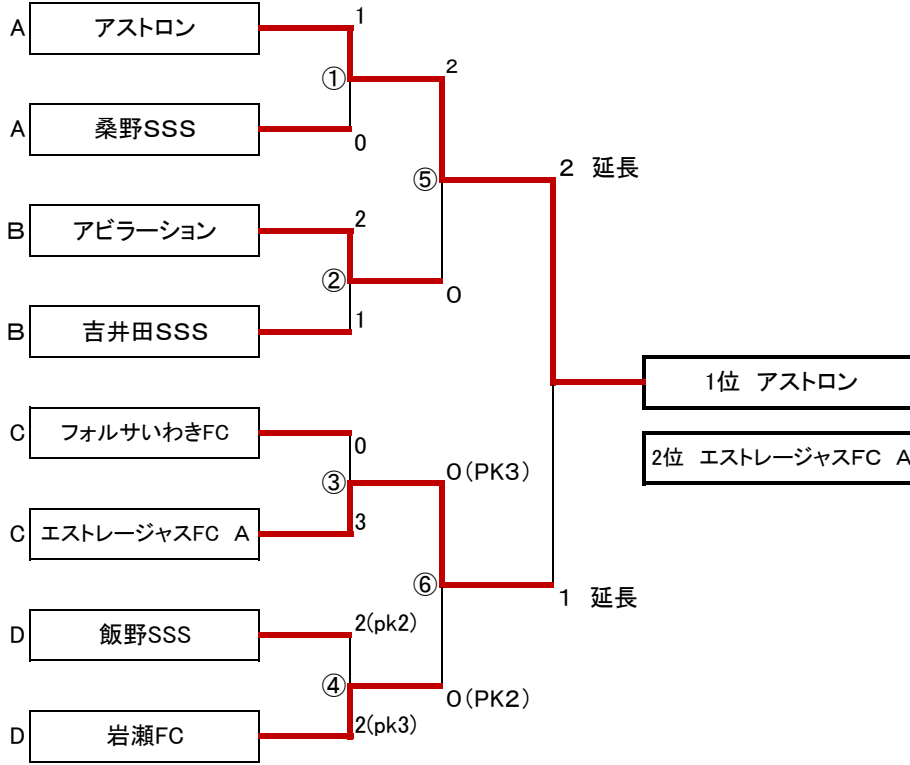 A アストロン 1
① 2
A 桑野SSS 0
⑤ 2 延長
B アビラーション 2
② 0
B 吉井田SSS 1
1位 アストロン
C フォルサいわきFC 0
2位 エストレージャスFC A
③ 0(PK3)
C エストレージャスFC A 3
⑥ 1 延長
D 飯野SSS 2(pk2)
④ 0(PK2)
D 岩瀬FC 2(pk3)